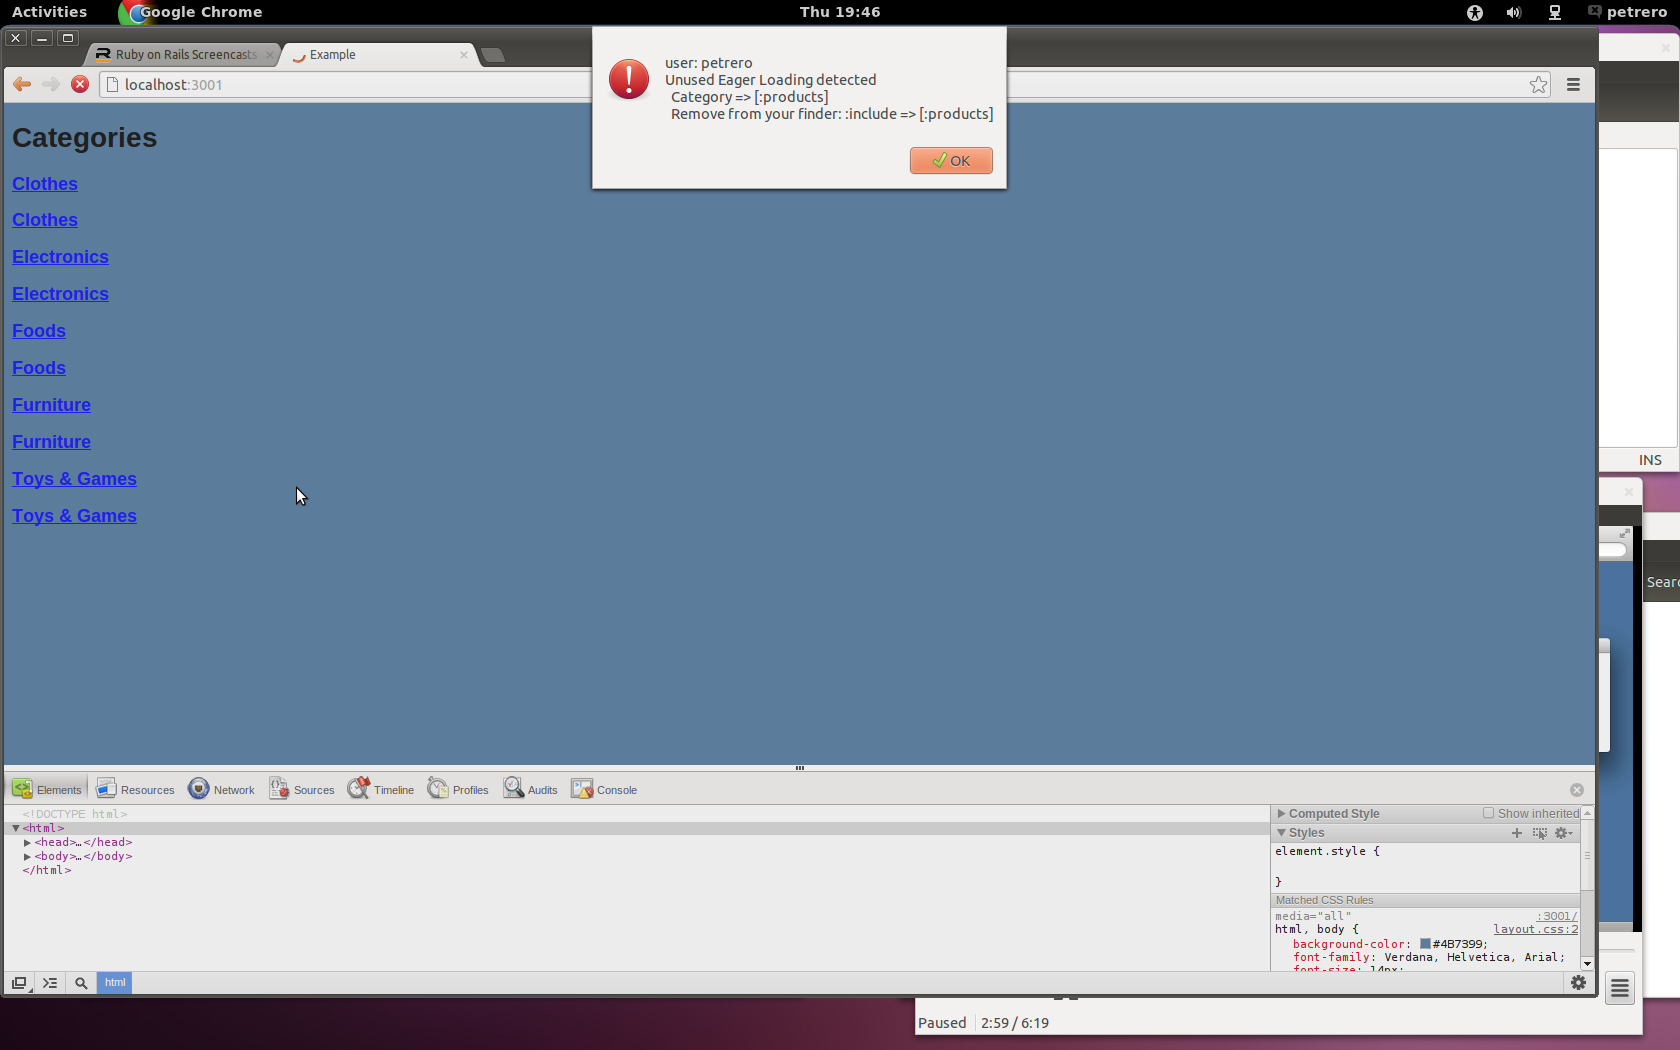 Activities Google Chrome Thu 19:46 petrero
Ruby on Rails Screencasts Example
localhost:3001
user: petrero
Unused Eager Loading detected
Category => [:products]
Remove from your finder: :include => [:products]
OK
Categories
Clothes
Clothes
Electronics
Electronics
Foods
Foods
Furniture
Furniture
Toys & Games
Toys & Games
INS
Elements Resources Network Sources Timeline Profiles Audits Console
<!DOCTYPE html>
<html>
<head>…</head>
<body>…</body>
</html>
Computed Style Show inherited
Styles
element.style {
}
Matched CSS Rules
media="all" :3001/
html, body { layout.css:2
background-color: #4B7399;
font-family: Verdana, Helvetica, Arial;
font-size: 14px;
html
Paused 2:59 / 6:19